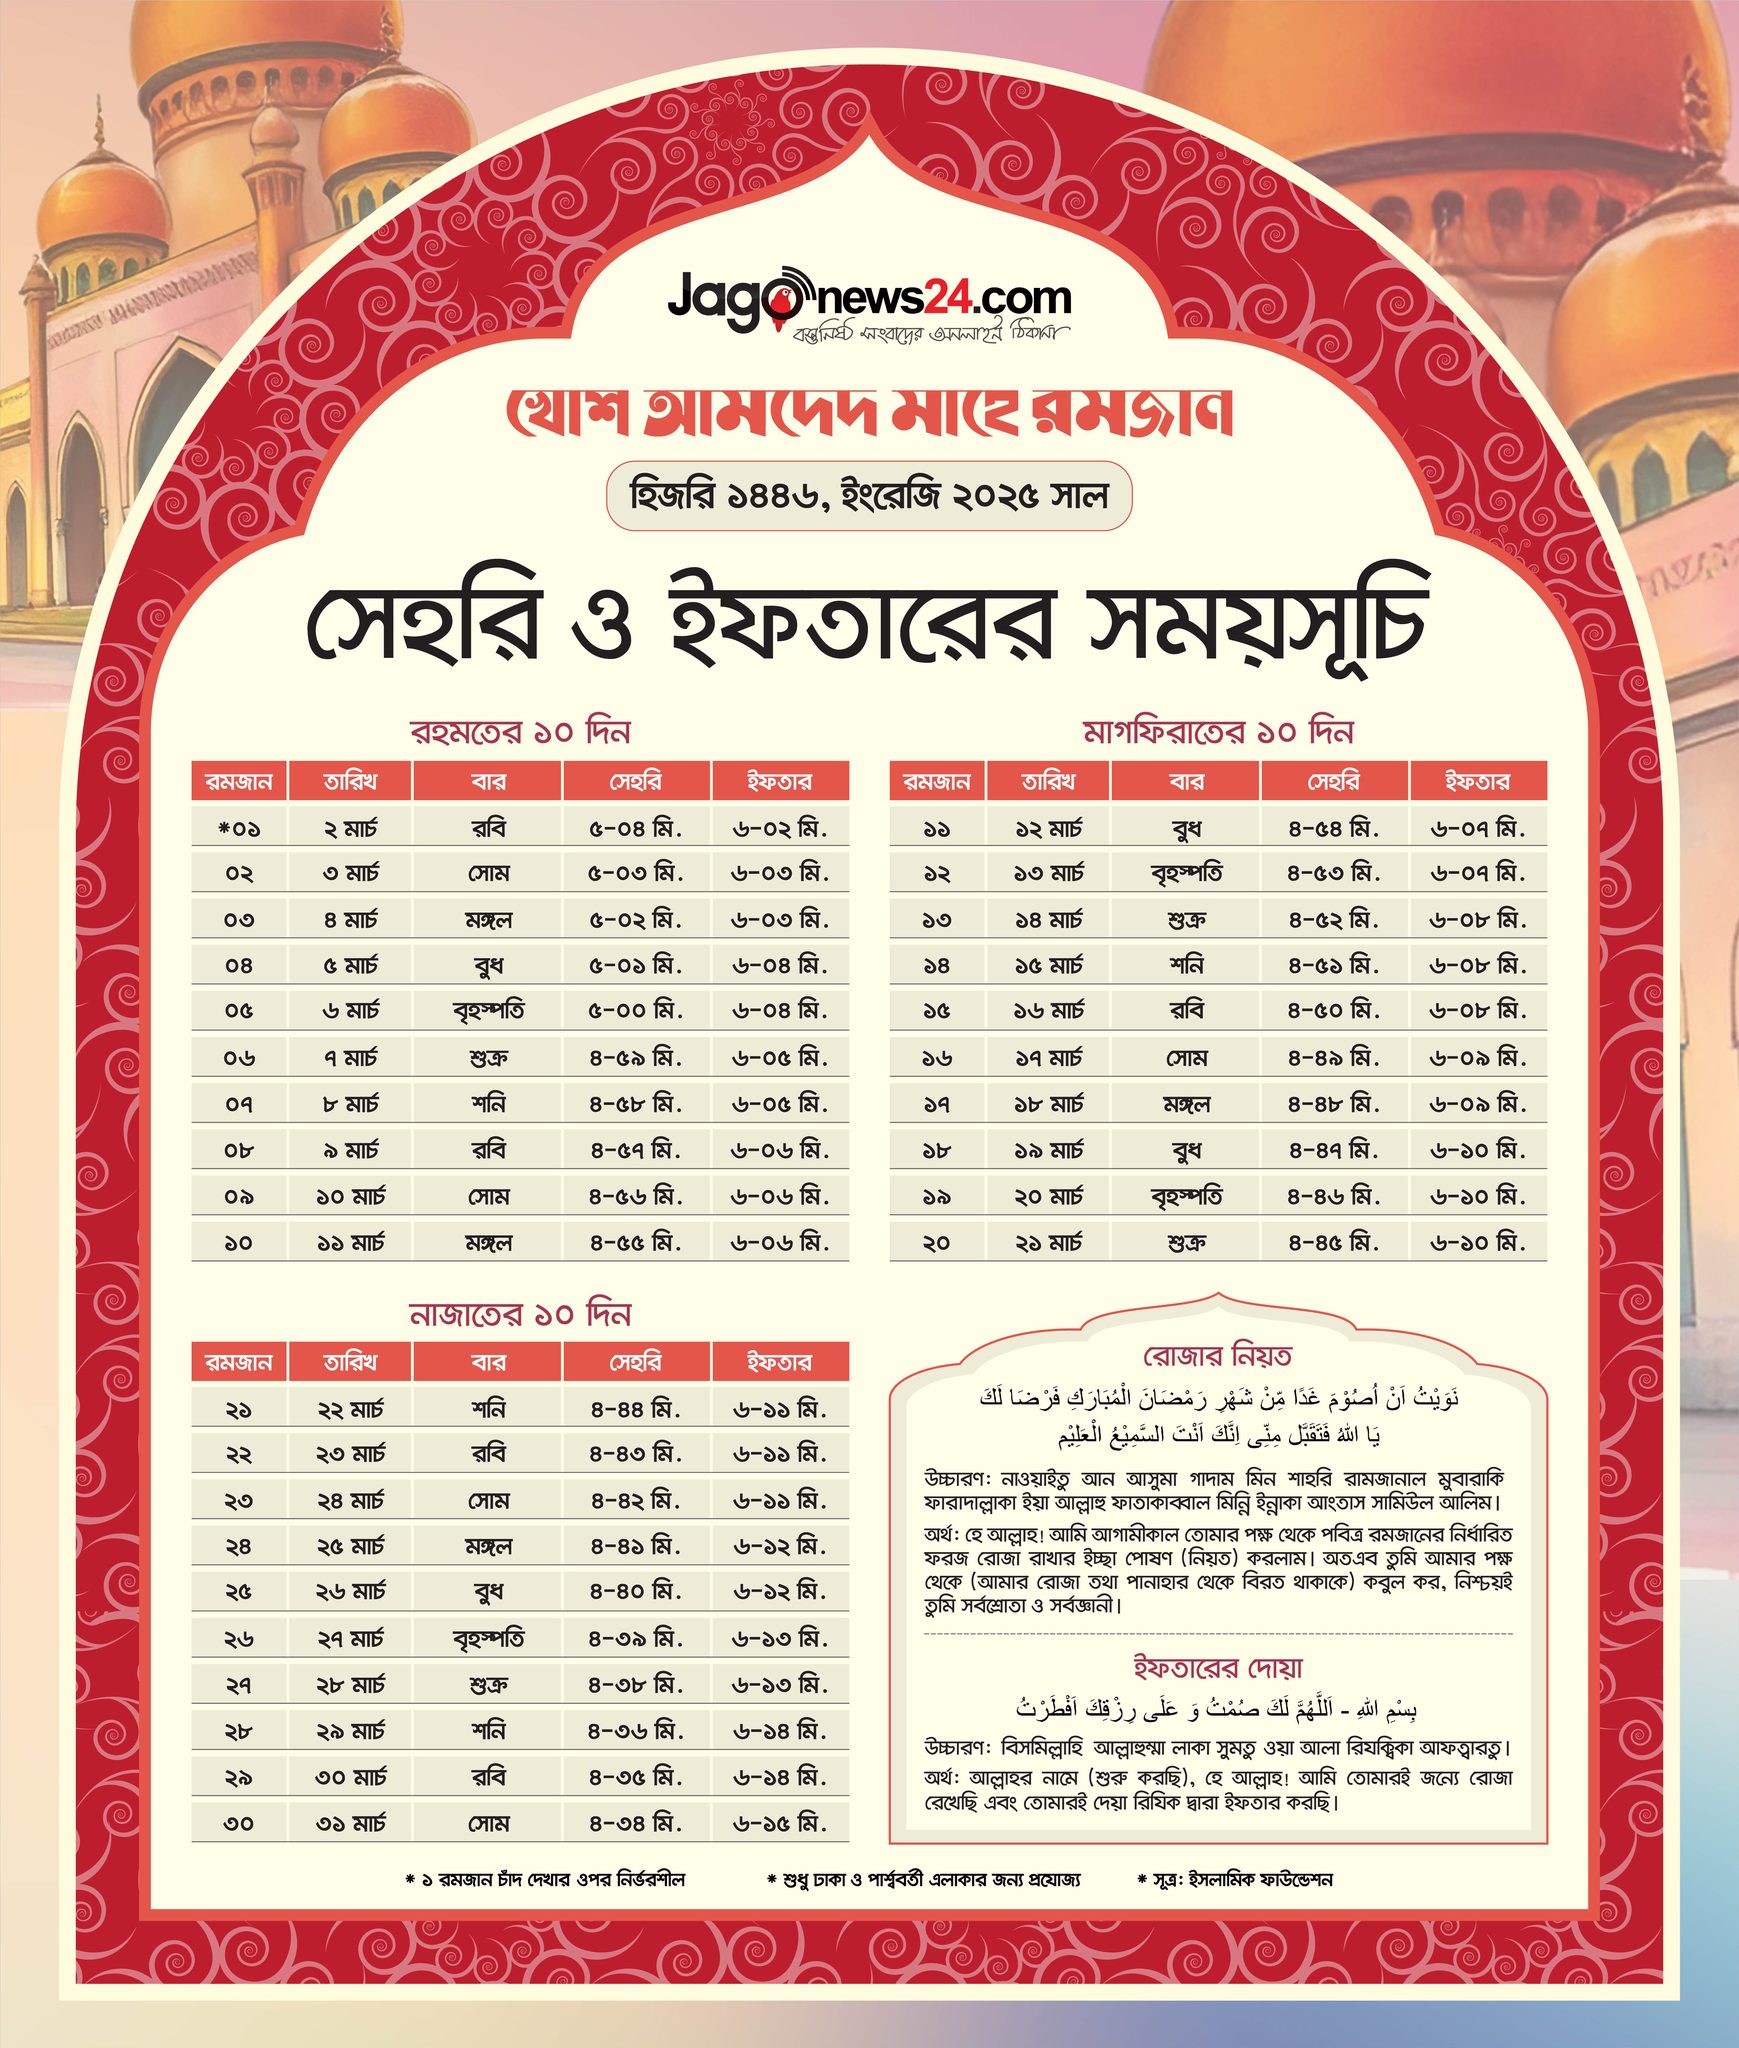 Jagonews24.com
বস্তুনিষ্ঠ সংবাদের অনলাইন ঠিকানা
খোশ আমদেদ মাহে রমজান
হিজরি ১৪৪৬, ইংরেজি ২০২৫ সাল
সেহরি ও ইফতারের সময়সূচি
রহমতের ১০ দিন
রমজান তারিখ বার সেহরি ইফতার
*০১ ২ মার্চ রবি ৫-০৪ মি. ৬-০২ মি.
০২ ৩ মার্চ সোম ৫-০৩ মি. ৬-০৩ মি.
০৩ ৪ মার্চ মঙ্গল ৫-০২ মি. ৬-০৩ মি.
০৪ ৫ মার্চ বুধ ৫-০১ মি. ৬-০৪ মি.
০৫ ৬ মার্চ বৃহস্পতি ৫-০০ মি. ৬-০৪ মি.
০৬ ৭ মার্চ শুক্র ৪-৫৯ মি. ৬-০৫ মি.
০৭ ৮ মার্চ শনি ৪-৫৮ মি. ৬-০৫ মি.
০৮ ৯ মার্চ রবি ৪-৫৭ মি. ৬-০৬ মি.
০৯ ১০ মার্চ সোম ৪-৫৬ মি. ৬-০৬ মি.
১০ ১১ মার্চ মঙ্গল ৪-৫৫ মি. ৬-০৬ মি.
মাগফিরাতের ১০ দিন
রমজান তারিখ বার সেহরি ইফতার
১১ ১২ মার্চ বুধ ৪-৫৪ মি. ৬-০৭ মি.
১২ ১৩ মার্চ বৃহস্পতি ৪-৫৩ মি. ৬-০৭ মি.
১৩ ১৪ মার্চ শুক্র ৪-৫২ মি. ৬-০৮ মি.
১৪ ১৫ মার্চ শনি ৪-৫১ মি. ৬-০৮ মি.
১৫ ১৬ মার্চ রবি ৪-৫০ মি. ৬-০৮ মি.
১৬ ১৭ মার্চ সোম ৪-৪৯ মি. ৬-০৯ মি.
১৭ ১৮ মার্চ মঙ্গল ৪-৪৮ মি. ৬-০৯ মি.
১৮ ১৯ মার্চ বুধ ৪-৪৭ মি. ৬-১০ মি.
১৯ ২০ মার্চ বৃহস্পতি ৪-৪৬ মি. ৬-১০ মি.
২০ ২১ মার্চ শুক্র ৪-৪৫ মি. ৬-১০ মি.
নাজাতের ১০ দিন
রমজান তারিখ বার সেহরি ইফতার
২১ ২২ মার্চ শনি ৪-৪৪ মি. ৬-১১ মি.
২২ ২৩ মার্চ রবি ৪-৪৩ মি. ৬-১১ মি.
২৩ ২৪ মার্চ সোম ৪-৪২ মি. ৬-১১ মি.
২৪ ২৫ মার্চ মঙ্গল ৪-৪১ মি. ৬-১২ মি.
২৫ ২৬ মার্চ বুধ ৪-৪০ মি. ৬-১২ মি.
২৬ ২৭ মার্চ বৃহস্পতি ৪-৩৯ মি. ৬-১৩ মি.
২৭ ২৮ মার্চ শুক্র ৪-৩৮ মি. ৬-১৩ মি.
২৮ ২৯ মার্চ শনি ৪-৩৬ মি. ৬-১৪ মি.
২৯ ৩০ মার্চ রবি ৪-৩৫ মি. ৬-১৪ মি.
৩০ ৩১ মার্চ সোম ৪-৩৪ মি. ৬-১৫ মি.
রোজার নিয়ত
نَوَيْتُ اَنْ اُصُوْمَ غَدًا مِّنْ شَهْرِ رَمْضَانَ الْمُبَارَكِ فَرْضَا لَكَ
يَا اللهُ فَتَقَبَّل مِنِّى اِنَّكَ اَنْتَ السَّمِيْعُ الْعَلِيْم
উচ্চারণ: নাওয়াইতু আন আসুমা গাদাম মিন শাহরি রামজানাল মুবারাকি
ফারাদাল্লাকা ইয়া আল্লাহু ফাতাকাব্বাল মিন্নি ইন্নাকা আংতাস সামিউল আলিম।
অর্থ: হে আল্লাহ! আমি আগামীকাল তোমার পক্ষ থেকে পবিত্র রমজানের নির্ধারিত
ফরজ রোজা রাখার ইচ্ছা পোষণ (নিয়ত) করলাম। অতএব তুমি আমার পক্ষ
থেকে (আমার রোজা তথা পানাহার থেকে বিরত থাকাকে) কবুল কর, নিশ্চয়ই
তুমি সর্বশ্রোতা ও সর্বজ্ঞানী।
ইফতারের দোয়া
بِسْمِ اللهِ - اَللَّهُمَّ لَكَ صُمْتُ وَ عَلَى رِزْقِكَ اَفْطَرْتُ
উচ্চারণ: বিসমিল্লাহি আল্লাহুম্মা লাকা সুমতু ওয়া আলা রিযক্বিকা আফত্বারতু।
অর্থ: আল্লাহর নামে (শুরু করছি), হে আল্লাহ! আমি তোমারই জন্যে রোজা
রেখেছি এবং তোমারই দেয়া রিযিক দ্বারা ইফতার করছি।
* ১ রমজান চাঁদ দেখার ওপর নির্ভরশীল * শুধু ঢাকা ও পার্শ্ববর্তী এলাকার জন্য প্রযোজ্য * সূত্র: ইসলামিক ফাউন্ডেশন